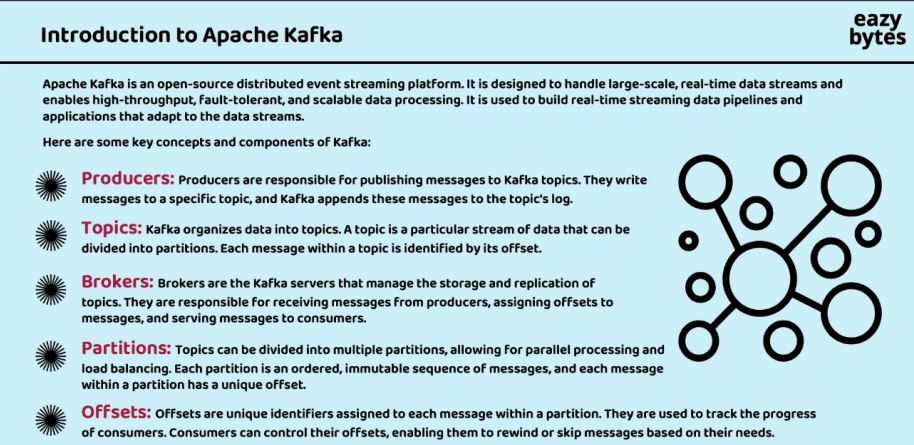 Introduction to Apache Kafka
eazy
bytes
Apache Kafka is an open-source distributed event streaming platform. It is designed to handle large-scale, real-time data streams and
enables high-throughput, fault-tolerant, and scalable data processing. It is used to build real-time streaming data pipelines and
applications that adapt to the data streams.
Here are some key concepts and components of Kafka:
Producers: Producers are responsible for publishing messages to Kafka topics. They write
messages to a specific topic, and Kafka appends these messages to the topic's log.
Topics: Kafka organizes data into topics. A topic is a particular stream of data that can be
divided into partitions. Each message within a topic is identified by its offset.
Brokers: Brokers are the Kafka servers that manage the storage and replication of
topics. They are responsible for receiving messages from producers, assigning offsets to
messages, and serving messages to consumers.
Partitions: Topics can be divided into multiple partitions, allowing for parallel processing and
load balancing. Each partition is an ordered, immutable sequence of messages, and each message
within a partition has a unique offset.
Offsets: Offsets are unique identifiers assigned to each message within a partition. They are used to track the progress
of consumers. Consumers can control their offsets, enabling them to rewind or skip messages based on their needs.